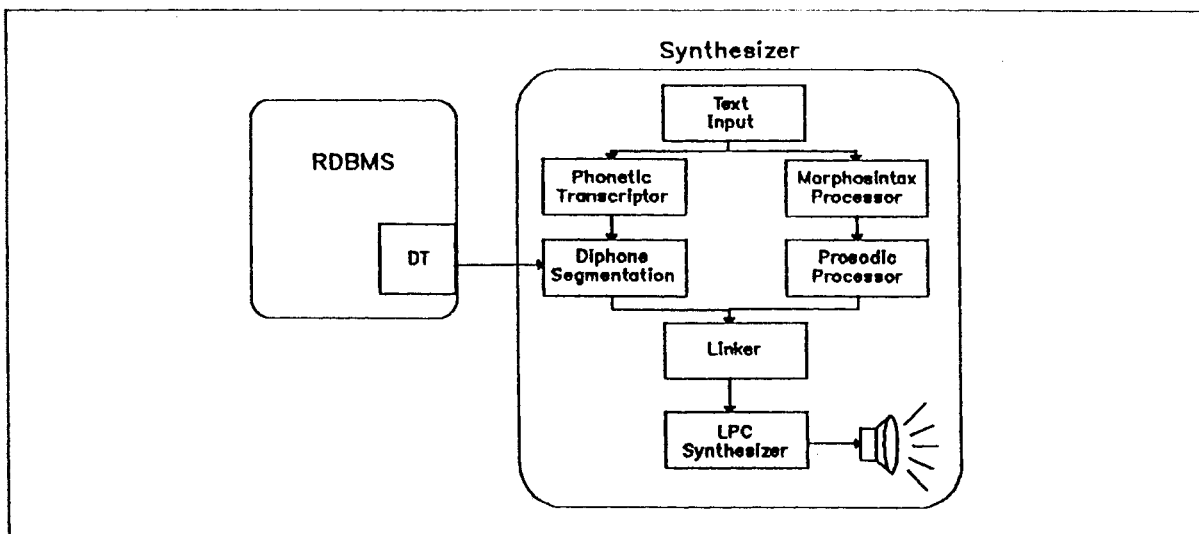 Synthesizer
RDBMS
DT
Text
Input
Phonetic
Transcriptor
Morphosintax
Processor
Diphone
Segmentation
Prosodic
Processor
Linker
LPC
Synthesizer